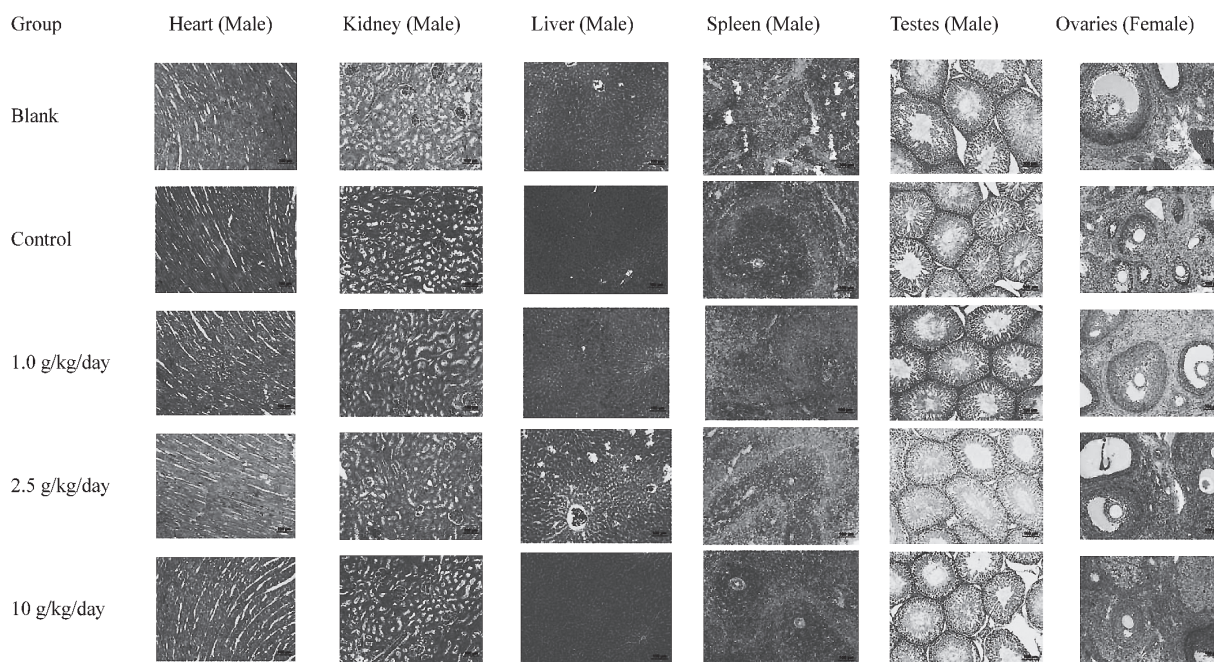 Group Heart (Male) Kidney (Male) Liver (Male) Spleen (Male) Testes (Male) Ovaries (Female)
Blank
Control
1.0 g/kg/day
2.5 g/kg/day
10 g/kg/day